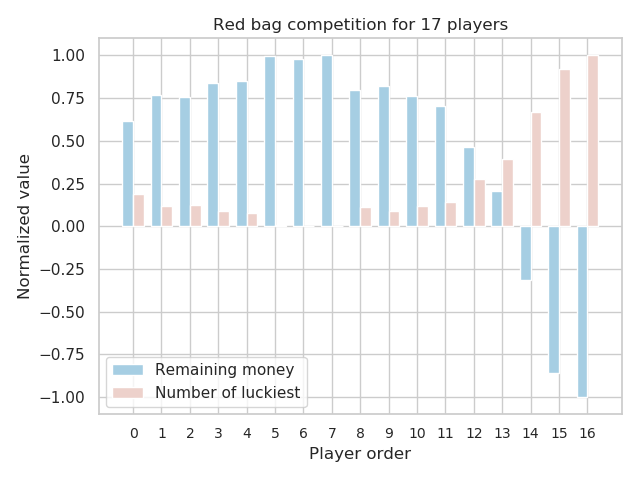 Red bag competition for 17 players
1.00
0.75
0.50
0.25
0.00
−0.25
−0.50
−0.75
−1.00
Normalized value
Remaining money
Number of luckiest
0 1 2 3 4 5 6 7 8 9 10 11 12 13 14 15 16
Player order